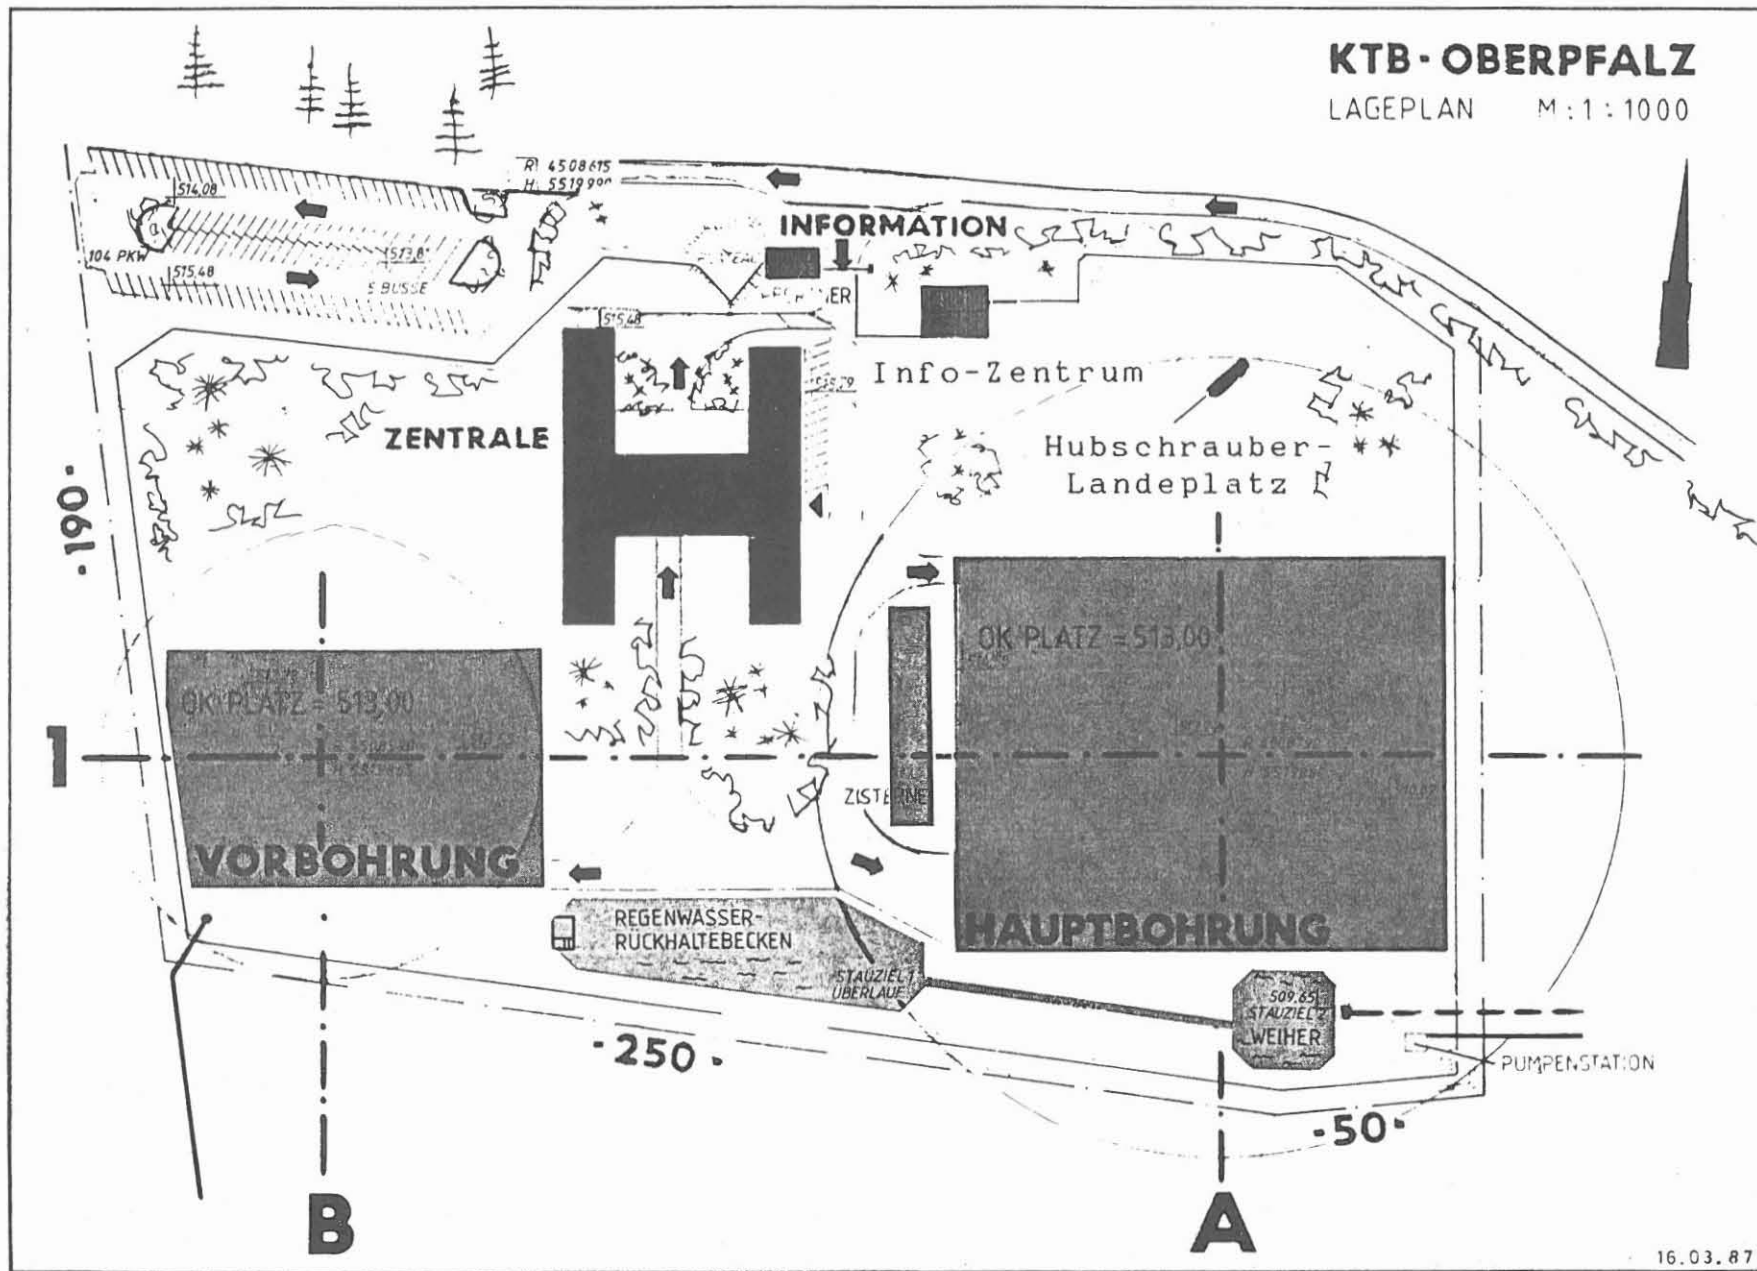 KTB - OBERPFALZ
LAGEPLAN M : 1 : 1000
R 4508615
H
514,08
INFORMATION
104 PKW
515,48
5 BUSSE
515,48
Info-Zentrum
ZENTRALE
Hubschrauber-
Landeplatz
-190-
OK PLATZ = 513,00
OK PLATZ = 513,00
1
ZISTERNE
VORBOHRUNG
HAUPTBOHRUNG
REGENWASSER-
RÜCKHALTEBECKEN
STAUZIEL 1
ÜBERLAUF
509.65
STAUZIEL 2
WEIHER
-250-
PUMPENSTATION
-50-
B
A
16.03.87